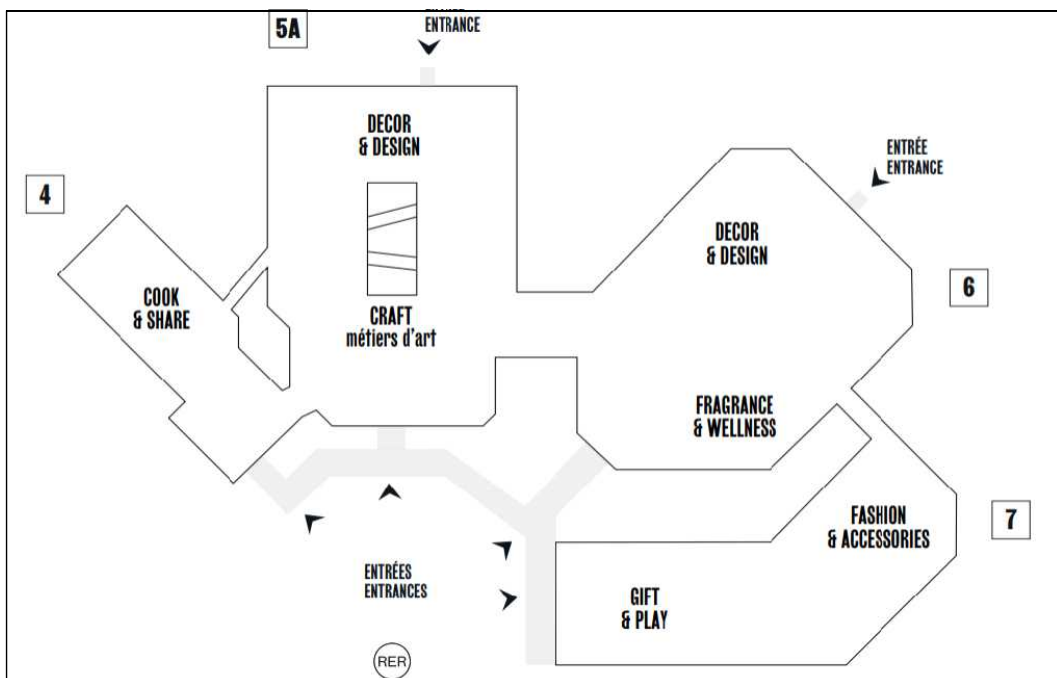 5A
ENTRANCE
DECOR
& DESIGN
ENTRÉE
ENTRANCE
4
DECOR
& DESIGN
6
COOK
& SHARE
CRAFT
métiers d'art
FRAGRANCE
& WELLNESS
FASHION
& ACCESSORIES
7
ENTRÉES
ENTRANCES
GIFT
& PLAY
RER